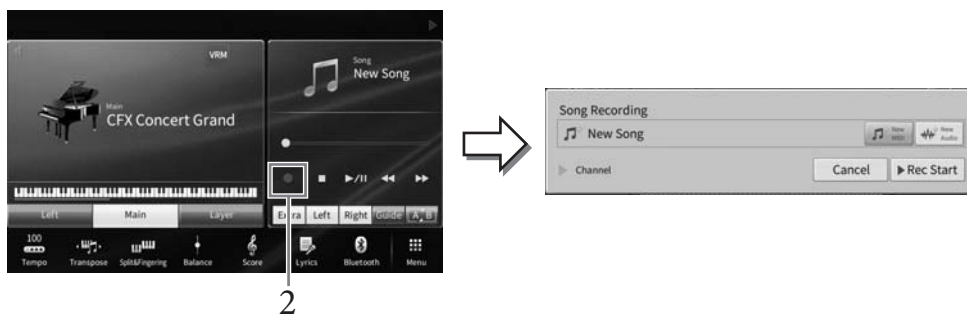 VRM
Main
CFX Concert Grand
Left Main Layer
Song
New Song
Extra Left Right Guide A B
100
Tempo Transpose Split&Fingering Balance Score Lyrics Bluetooth Menu
2
Song Recording
New Song
New
MIDI
New
Audio
Channel
Cancel
Rec Start